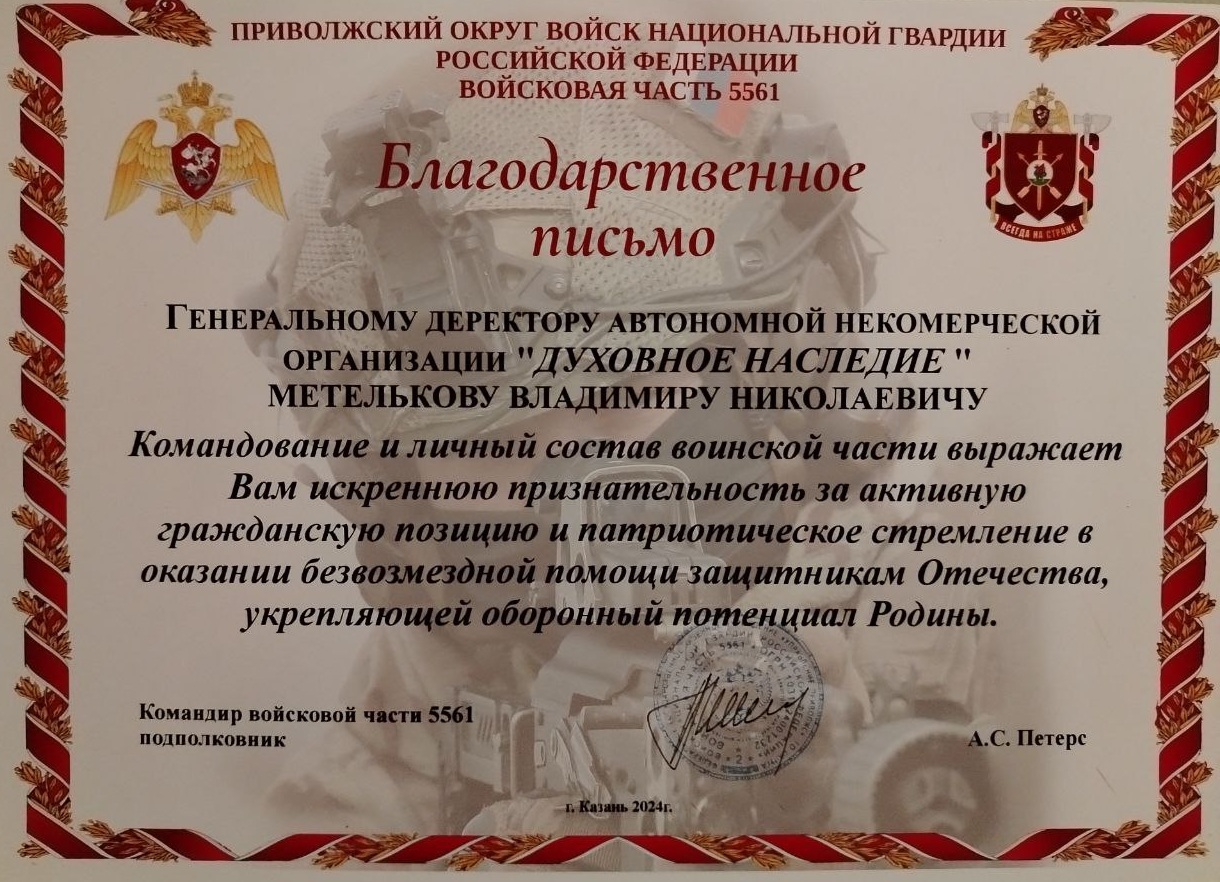 ПРИВОЛЖСКИЙ ОКРУГ ВОЙСК НАЦИОНАЛЬНОЙ ГВАРДИИ
РОССИЙСКОЙ ФЕДЕРАЦИИ
ВОЙСКОВАЯ ЧАСТЬ 5561
Благодарственное
письмо
ВСЕГДА НА СТРАЖЕ
ГЕНЕРАЛЬНОМУ ДЕРЕКТОРУ АВТОНОМНОЙ НЕКОМЕРЧЕСКОЙ
ОРГАНИЗАЦИИ "ДУХОВНОЕ НАСЛЕДИЕ "
МЕТЕЛЬКОВУ ВЛАДИМИРУ НИКОЛАЕВИЧУ
Командование и личный состав воинской части выражает
Вам искреннюю признательность за активную
гражданскую позицию и патриотическое стремление в
оказании безвозмездной помощи защитникам Отечества,
укрепляющей оборонный потенциал Родины.
Командир войсковой части 5561
подполковник
А.С. Петерс
г. Казань 2024г.